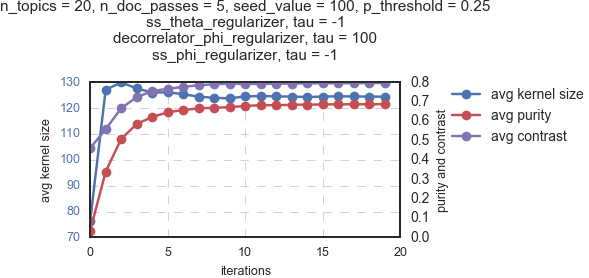 n_topics = 20, n_doc_passes = 5, seed_value = 100, p_threshold = 0.25
ss_theta_regularizer, tau = -1
decorrelator_phi_regularizer, tau = 100
ss_phi_regularizer, tau = -1
130
120
110
100
90
80
70
avg kernel size
0
5
10
15
20
iterations
0.8
0.7
0.6
0.5
0.4
0.3
0.2
0.1
0.0
purity and contrast
avg kernel size
avg purity
avg contrast